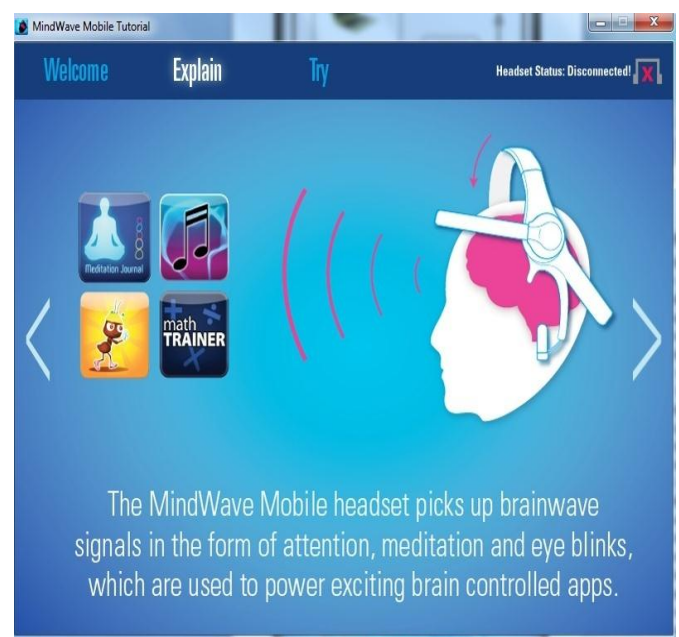 MindWave Mobile Tutorial
Welcome Explain Try Headset Status: Disconnected! X
Meditation Journal
math
TRAINER
The MindWave Mobile headset picks up brainwave
signals in the form of attention, meditation and eye blinks,
which are used to power exciting brain controlled apps.